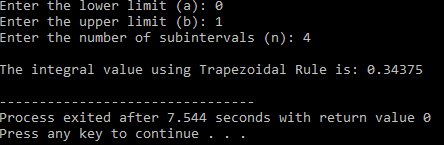 Enter the lower limit (a): 0
Enter the upper limit (b): 1
Enter the number of subintervals (n): 4
The integral value using Trapezoidal Rule is: 0.34375
--------------------------------
Process exited after 7.544 seconds with return value 0
Press any key to continue . . .